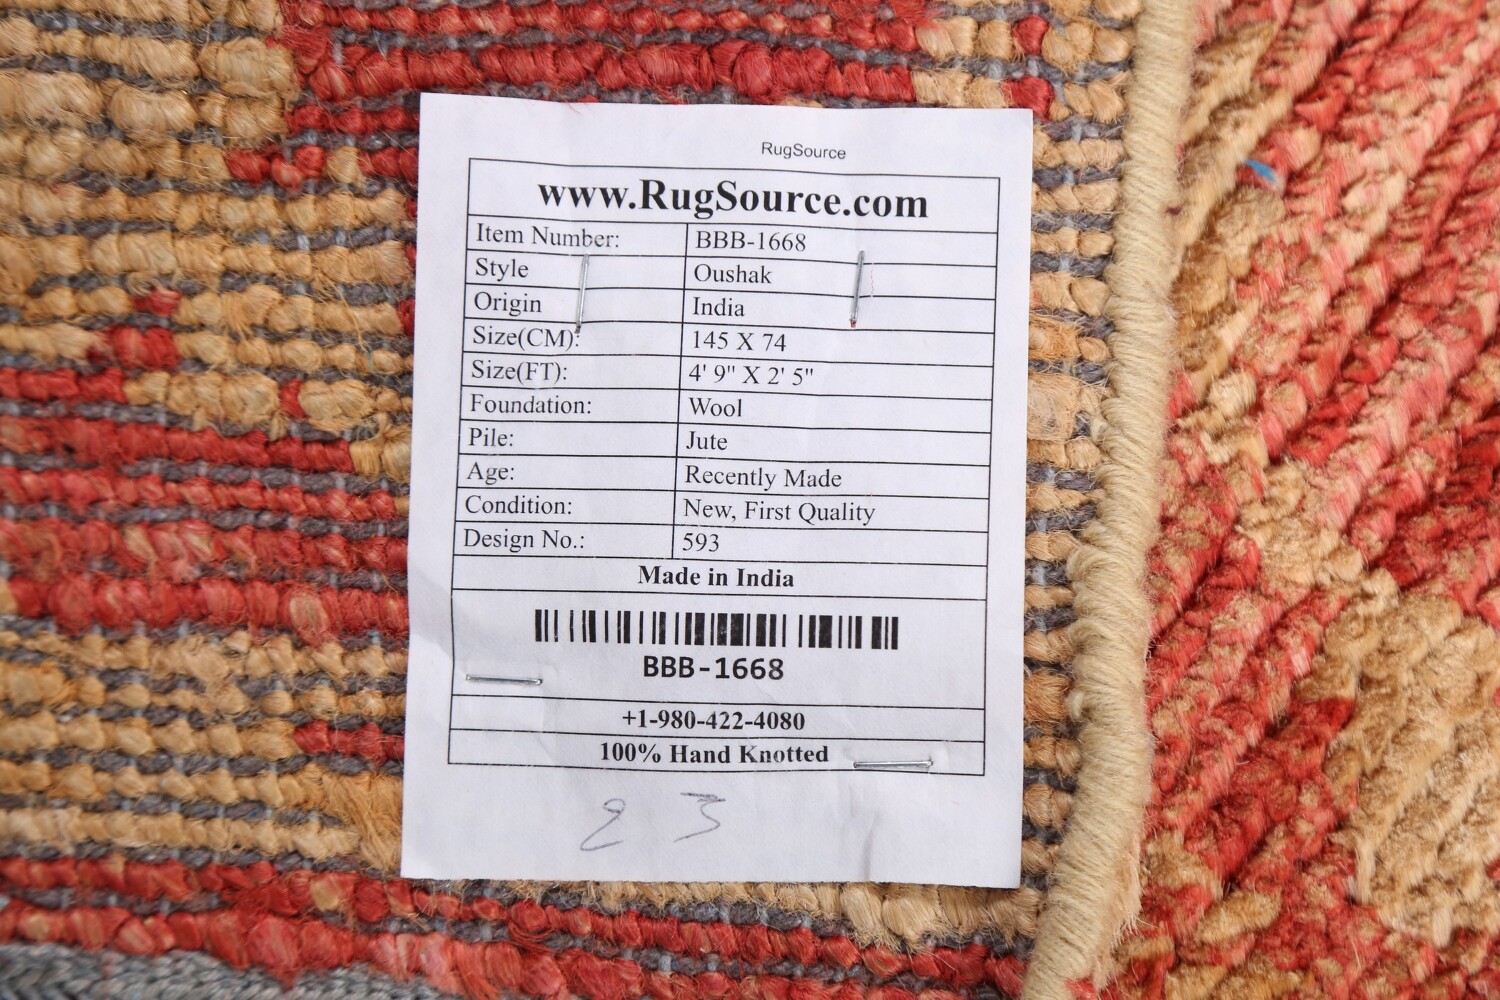 RugSource
www.RugSource.com
Item Number: BBB-1668
Style Oushak
Origin India
Size(CM): 145 X 74
Size(FT): 4' 9" X 2' 5"
Foundation: Wool
Pile: Jute
Age: Recently Made
Condition: New, First Quality
Design No.: 593
Made in India
BBB-1668
+1-980-422-4080
100% Hand Knotted
2 3